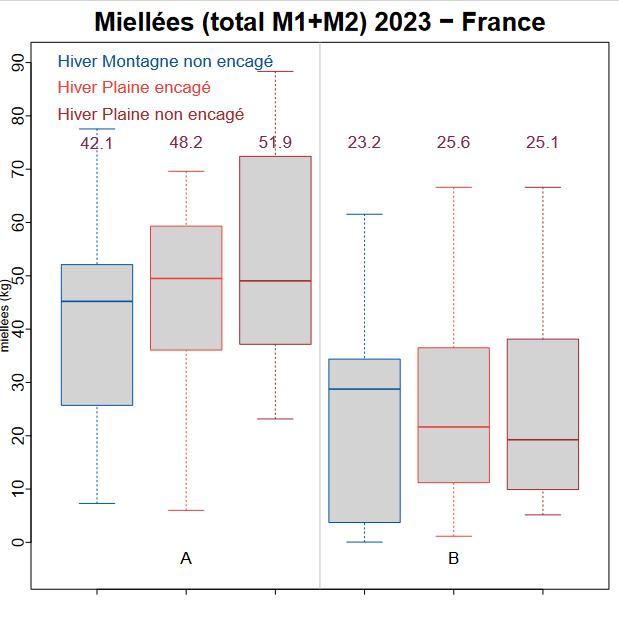 Miellées (total M1+M2) 2023 − France
Hiver Montagne non encagé
Hiver Plaine encagé
Hiver Plaine non encagé
42.1 48.2 51.9 23.2 25.6 25.1
90
80
70
60
50
40
30
20
10
0
miellées (kg)
A B